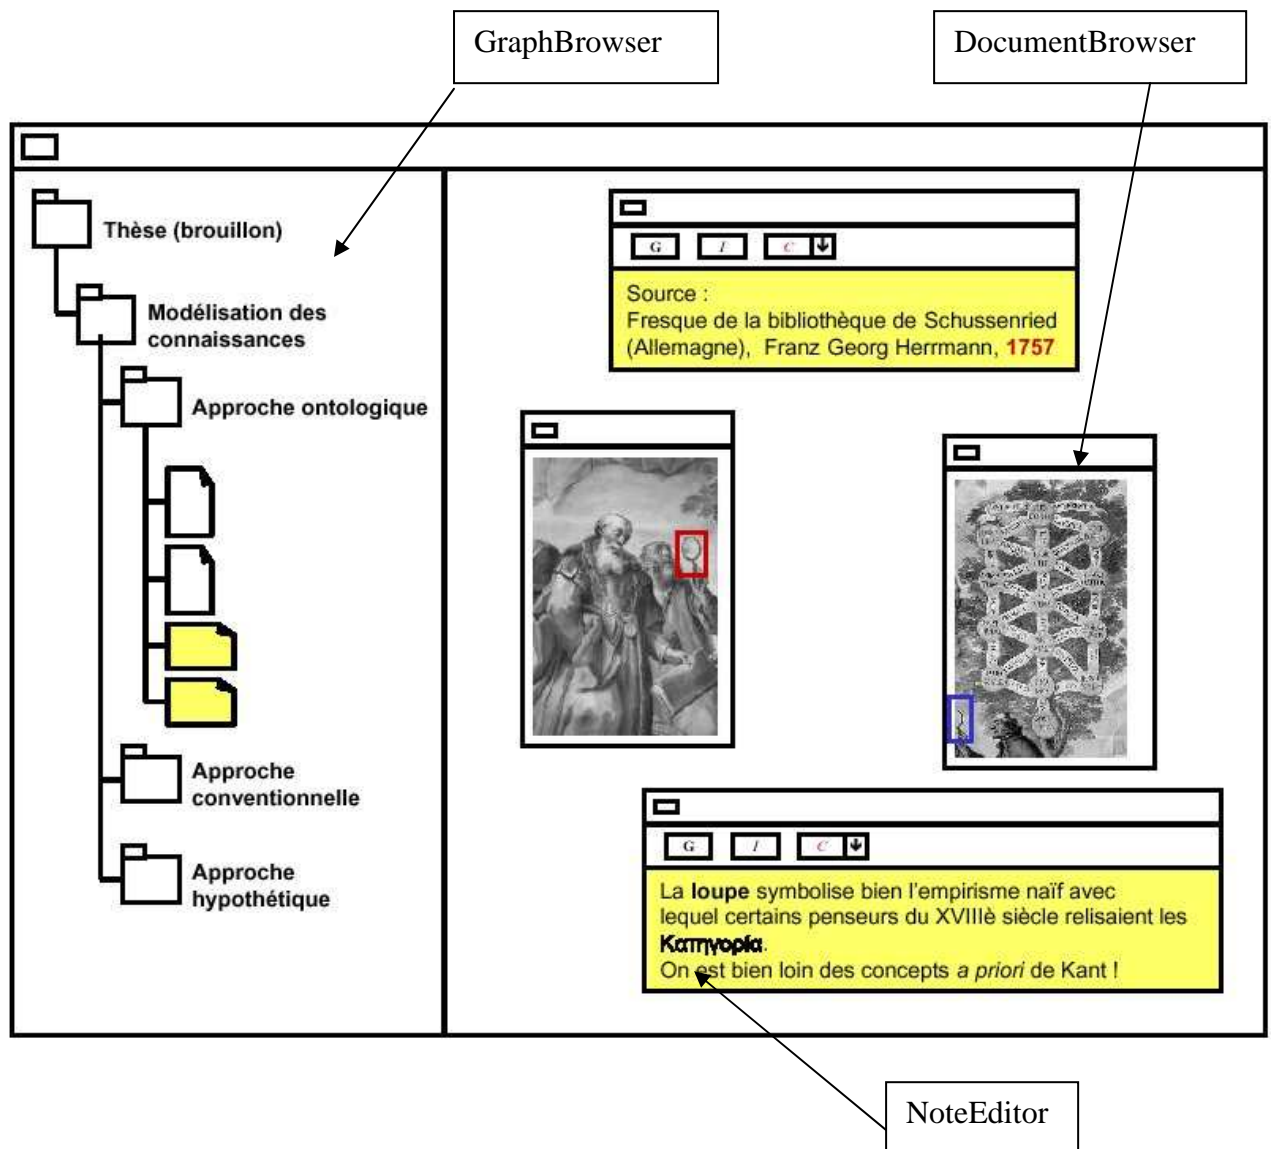 GraphBrowser
DocumentBrowser
Thèse (brouillon)
Modélisation des
connaissances
Approche ontologique
Approche
conventionnelle
Approche
hypothétique
G I C
Source :
Fresque de la bibliothèque de Schussenried
(Allemagne), Franz Georg Herrmann, 1757
G I C
La loupe symbolise bien l'empirisme naïf avec
lequel certains penseurs du XVIIIè siècle relisaient les
Κατηγορία.
On est bien loin des concepts a priori de Kant !
NoteEditor